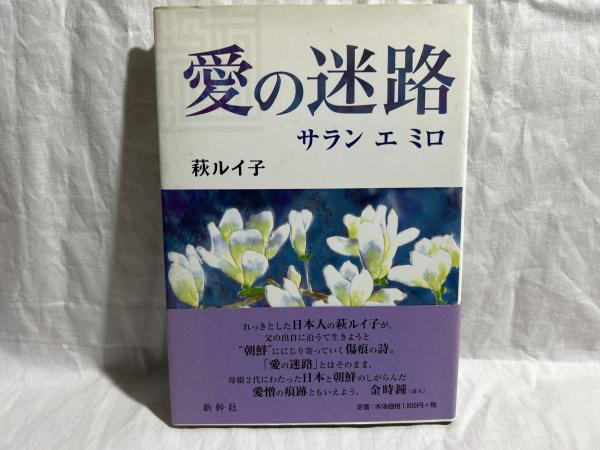 愛の迷路
サラン エ ミロ
萩ルイ子
れっきとした日本人の萩ルイ子が、
父の出自に沿うて生きようと
“朝鮮”ににじり寄っていく傷痕の詩。
「愛の迷路」とはそのまま、
母娘2代にわたった日本と朝鮮のしがらんだ
愛憎の痕跡ともいえよう。 金時鐘(詩人)
新幹社
定価:本体価格1,800円+税